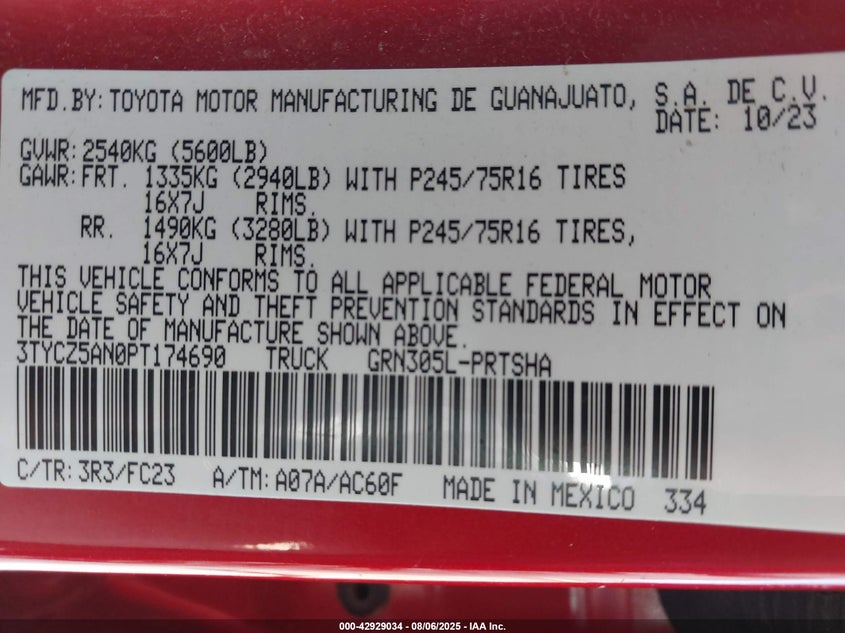 MFD.BY: TOYOTA MOTOR MANUFACTURING DE GUANAJUATO, S.A. DE C.V.
DATE: 10/23
GVWR: 2540KG (5600LB)
GAWR: FRT. 1335KG (2940LB) WITH P245/75R16 TIRES
16X7J RIMS.
RR. 1490KG (3280LB) WITH P245/75R16 TIRES,
16X7J RIMS.
THIS VEHICLE CONFORMS TO ALL APPLICABLE FEDERAL MOTOR
VEHICLE SAFETY AND THEFT PREVENTION STANDARDS IN EFFECT ON
THE DATE OF MANUFACTURE SHOWN ABOVE.
3TYCZ5AN0PT174690 TRUCK GRN305L-PRTSHA
C/TR: 3R3/FC23 A/TM: A07A/AC60F MADE IN MEXICO 334
000-42929034 - 08/06/2025 - IAA Inc.